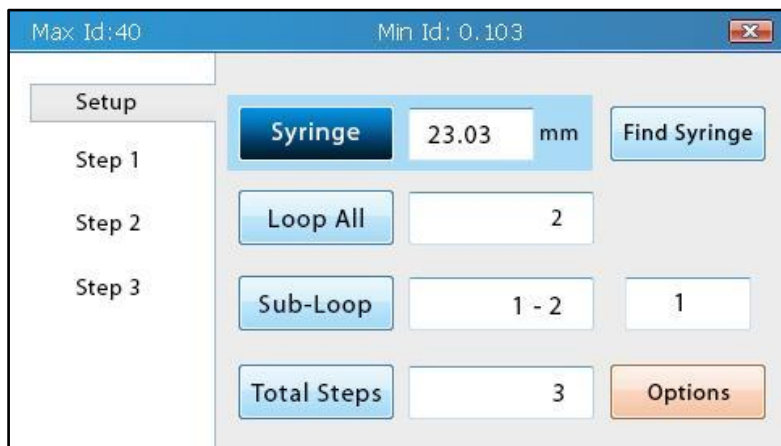 Max Id:40
Min Id: 0.103
Setup
Step 1
Step 2
Step 3
Syringe 23.03 mm Find Syringe
Loop All 2
Sub-Loop 1 - 2 1
Total Steps 3 Options